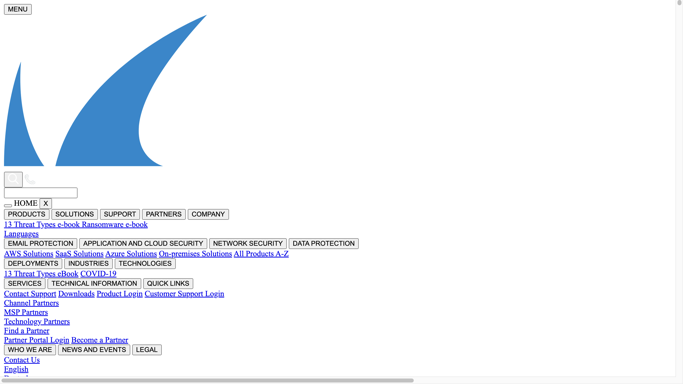 MENU
HOME X
PRODUCTS SOLUTIONS SUPPORT PARTNERS COMPANY
13 Threat Types e-book Ransomware e-book
Languages
EMAIL PROTECTION APPLICATION AND CLOUD SECURITY NETWORK SECURITY DATA PROTECTION
AWS Solutions SaaS Solutions Azure Solutions On-premises Solutions All Products A-Z
DEPLOYMENTS INDUSTRIES TECHNOLOGIES
13 Threat Types eBook COVID-19
SERVICES TECHNICAL INFORMATION QUICK LINKS
Contact Support Downloads Product Login Customer Support Login
Channel Partners
MSP Partners
Technology Partners
Find a Partner
Partner Portal Login Become a Partner
WHO WE ARE NEWS AND EVENTS LEGAL
Contact Us
English